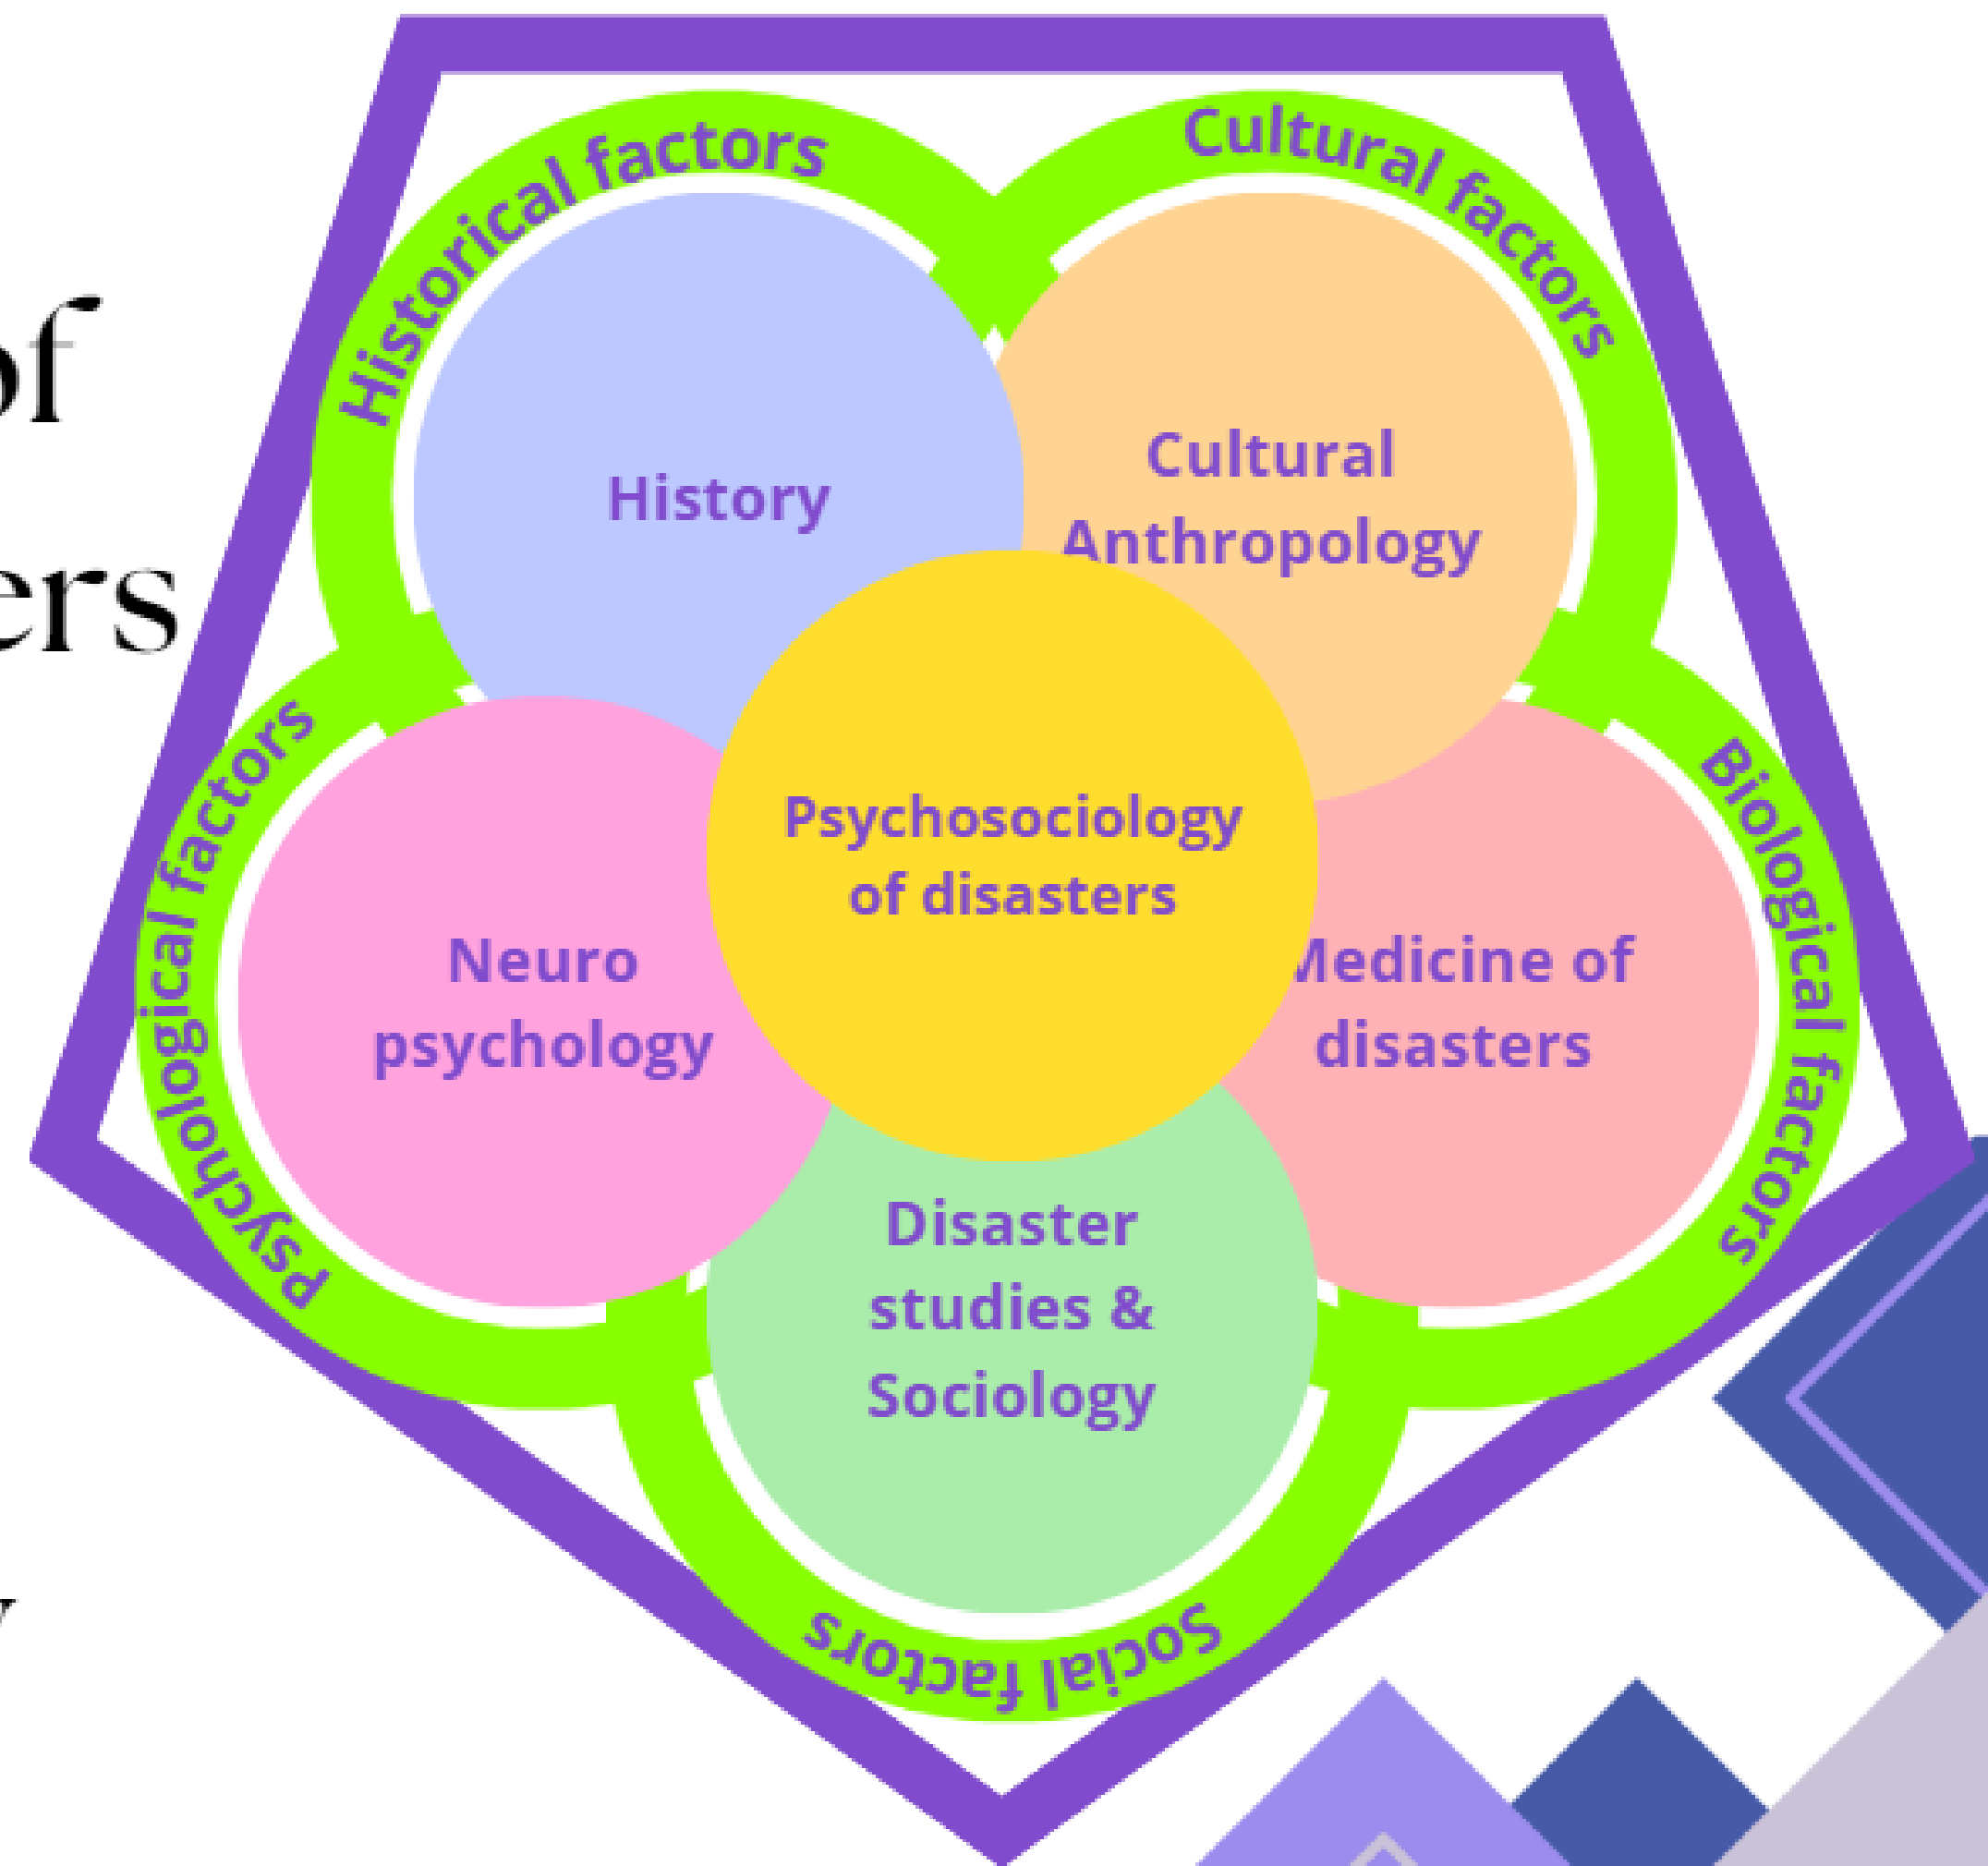 of
ers
Historical factors
Cultural factors
History
Cultural
Anthropology
Psychosociology
of disasters
Psychological factors
Biological factors
Neuro
psychology
Medicine of
disasters
Disaster
studies &
Sociology
Social factors